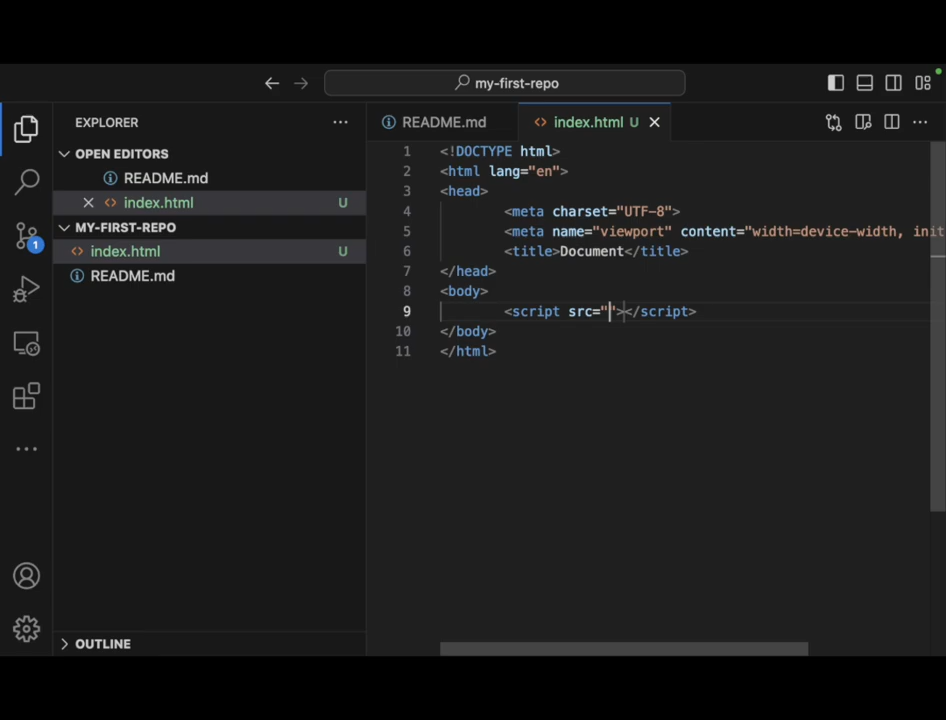 my-first-repo
EXPLORER
OPEN EDITORS
README.md
index.html U
MY-FIRST-REPO
index.html U
README.md
OUTLINE
1
README.md
index.html U
1 <!DOCTYPE html>
2 <html lang="en">
3 <head>
4 <meta charset="UTF-8">
5 <meta name="viewport" content="width=device-width, init
6 <title>Document</title>
7 </head>
8 <body>
9 <script src=""></script>
10 </body>
11 </html>